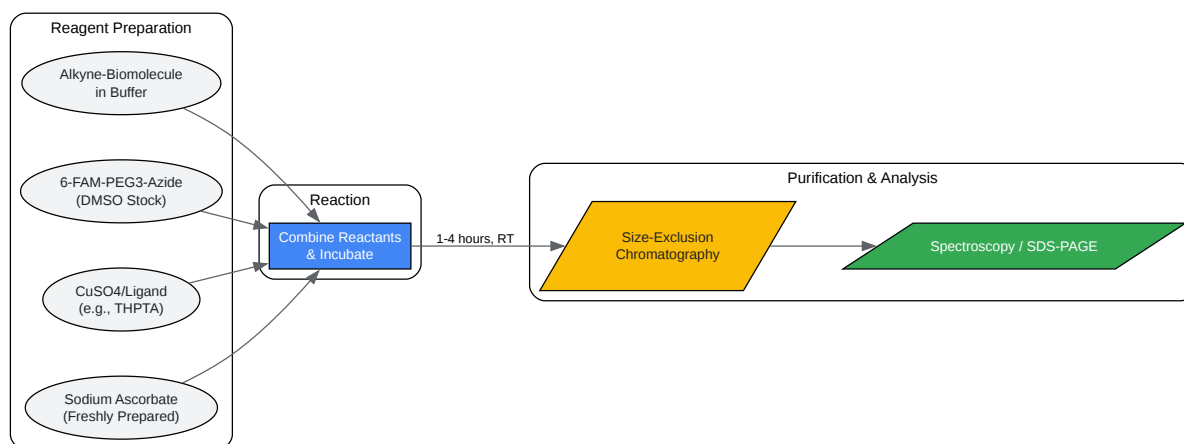 Reagent Preparation
Alkyne-Biomolecule
in Buffer
6-FAM-PEG3-Azide
(DMSO Stock)
CuSO4/Ligand
(e.g., THPTA)
Sodium Ascorbate
(Freshly Prepared)
Reaction
Combine Reactants
& Incubate
1-4 hours, RT
Purification & Analysis
Size-Exclusion
Chromatography
Spectroscopy / SDS-PAGE